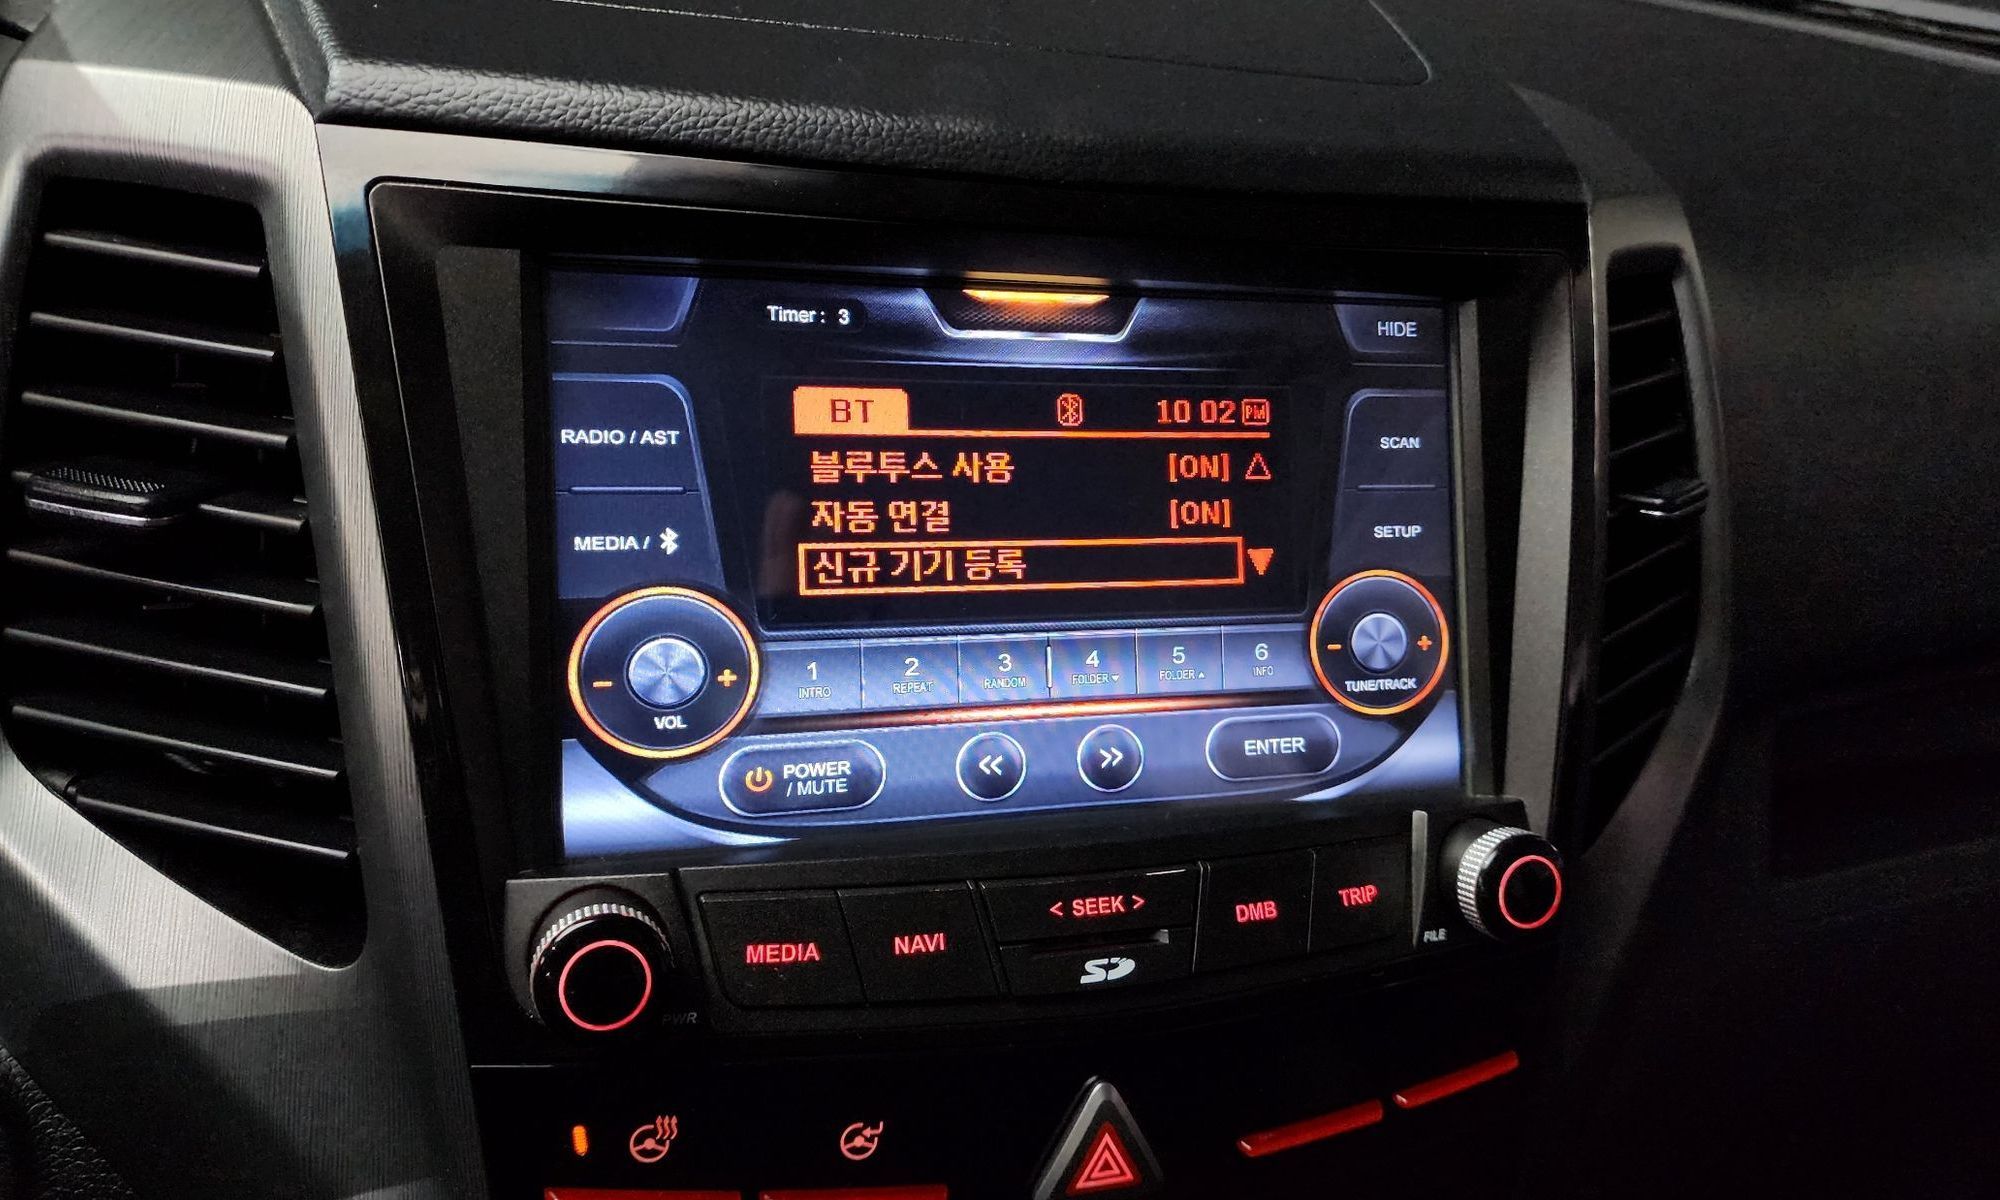 Timer : 3
HIDE
BT 10 02 PM
RADIO / AST
블루투스 사용 [ON]
SCAN
자동 연결 [ON]
MEDIA /
SETUP
신규 기기 등록
- + VOL
1 INTRO
2 REPEAT
3 RANDOM
4 FOLDER ▼
5 FOLDER ▲
6 INFO
- + TUNE/TRACK
POWER
/ MUTE
<<
>>
ENTER
MEDIA
NAVI
< SEEK >
SD
DMB
TRIP
FILE
PWR